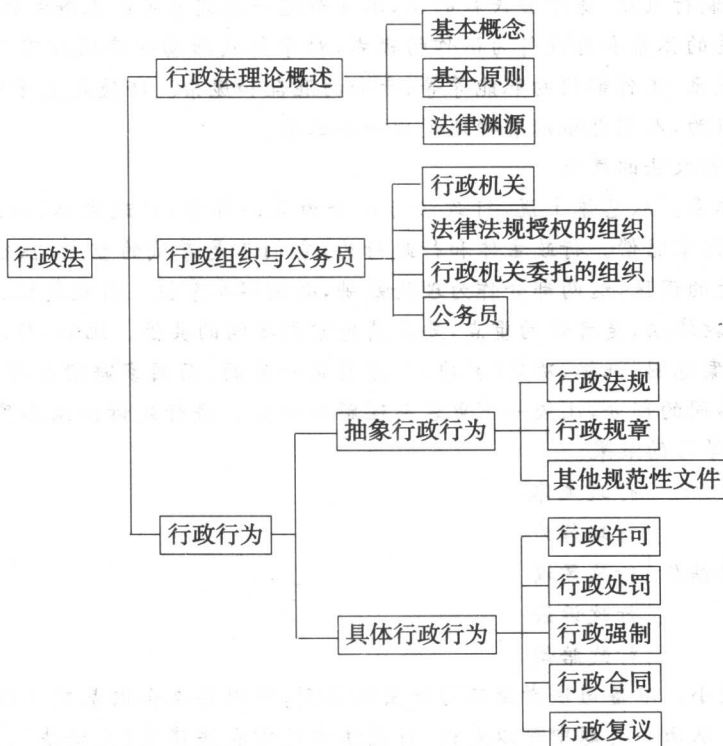 基本概念
行政法理论概述
基本原则
法律渊源
行政机关
法律法规授权的组织
行政法
行政组织与公务员
行政机关委托的组织
公务员
行政法规
抽象行政行为
行政规章
其他规范性文件
行政行为
行政许可
行政处罚
具体行政行为
行政强制
行政合同
行政复议